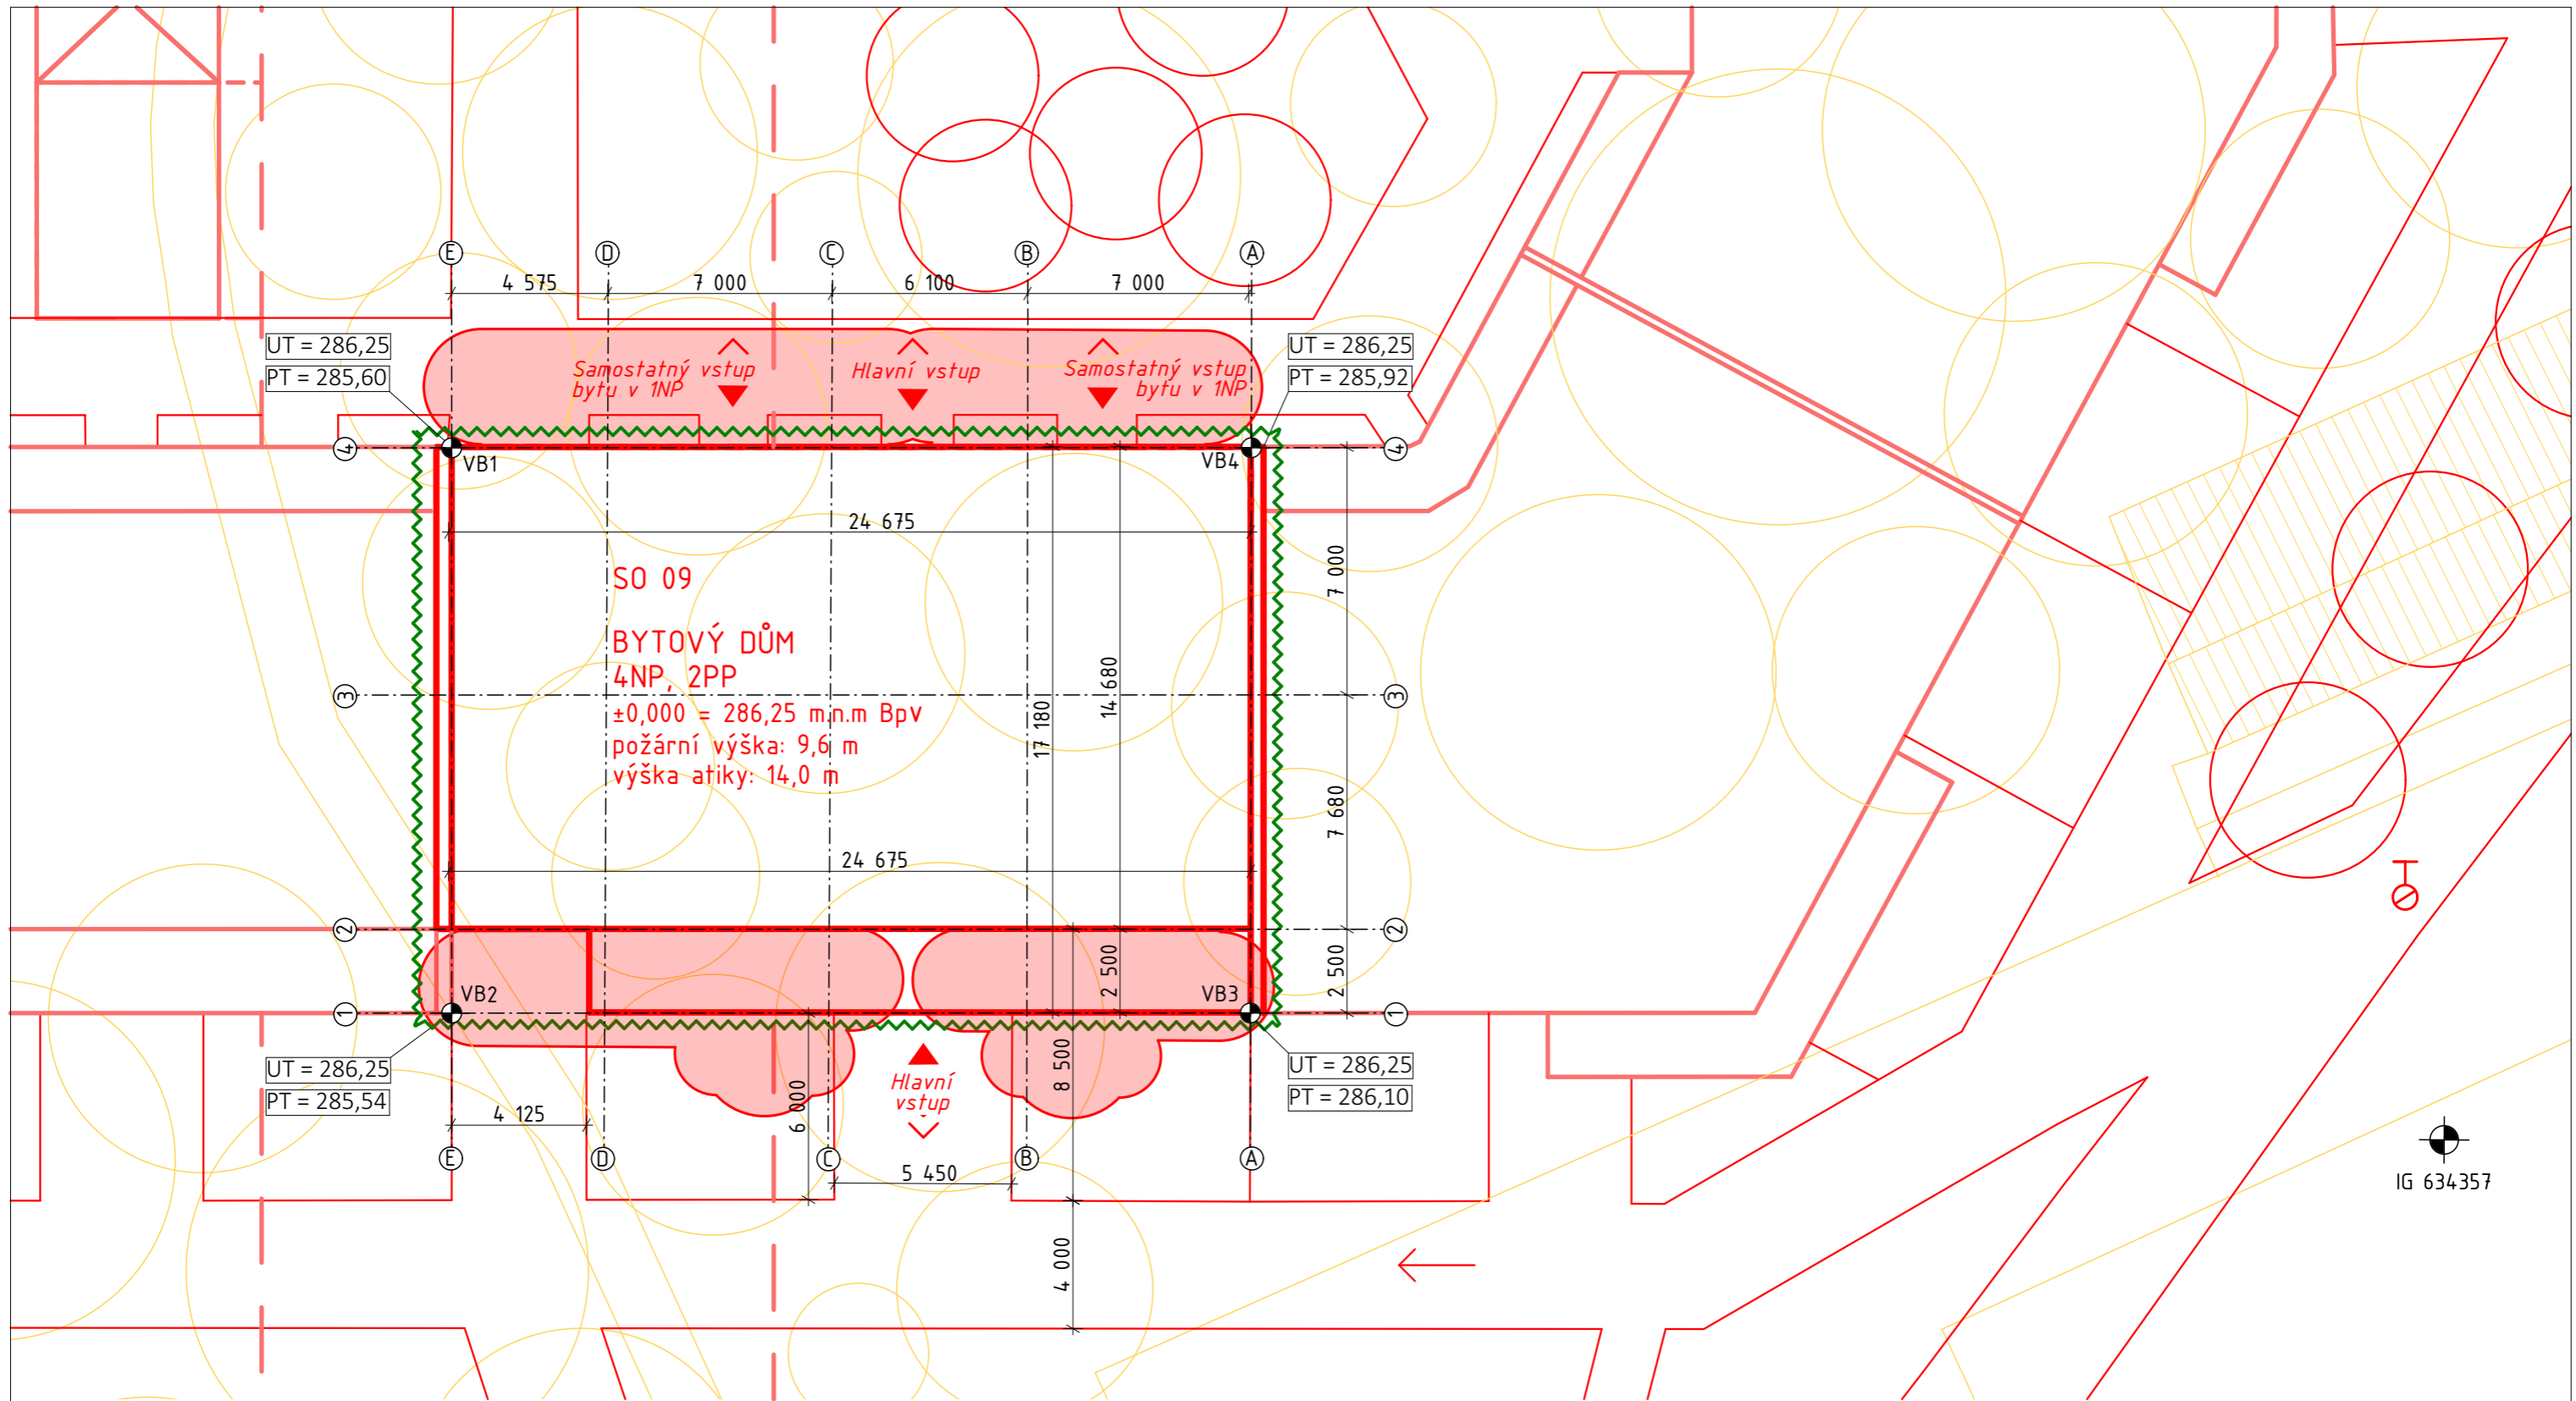 E D C B A
4 575 7 000 6 100 7 000
UT = 286,25
PT = 285,60
UT = 286,25
PT = 285,92
Samostatný vstup
bytu v 1NP
Hlavní vstup
Samostatný vstup
bytu v 1NP
4 4
VB1 VB4
24 675
7 000
SO 09
BYTOVÝ DŮM
4NP, 2PP
±0,000 = 286,25 m.n.m Bpv
požární výška: 9,6 m
výška atiky: 14,0 m
3 3
14 680
17 180
7 680
24 675
2 2
2 500
2 500
VB2 VB3
1 1
UT = 286,25
PT = 285,54
UT = 286,25
PT = 286,10
Hlavní
vstup
8 500
6 000
4 125
E D C B A
5 450
IG 634357
4 000